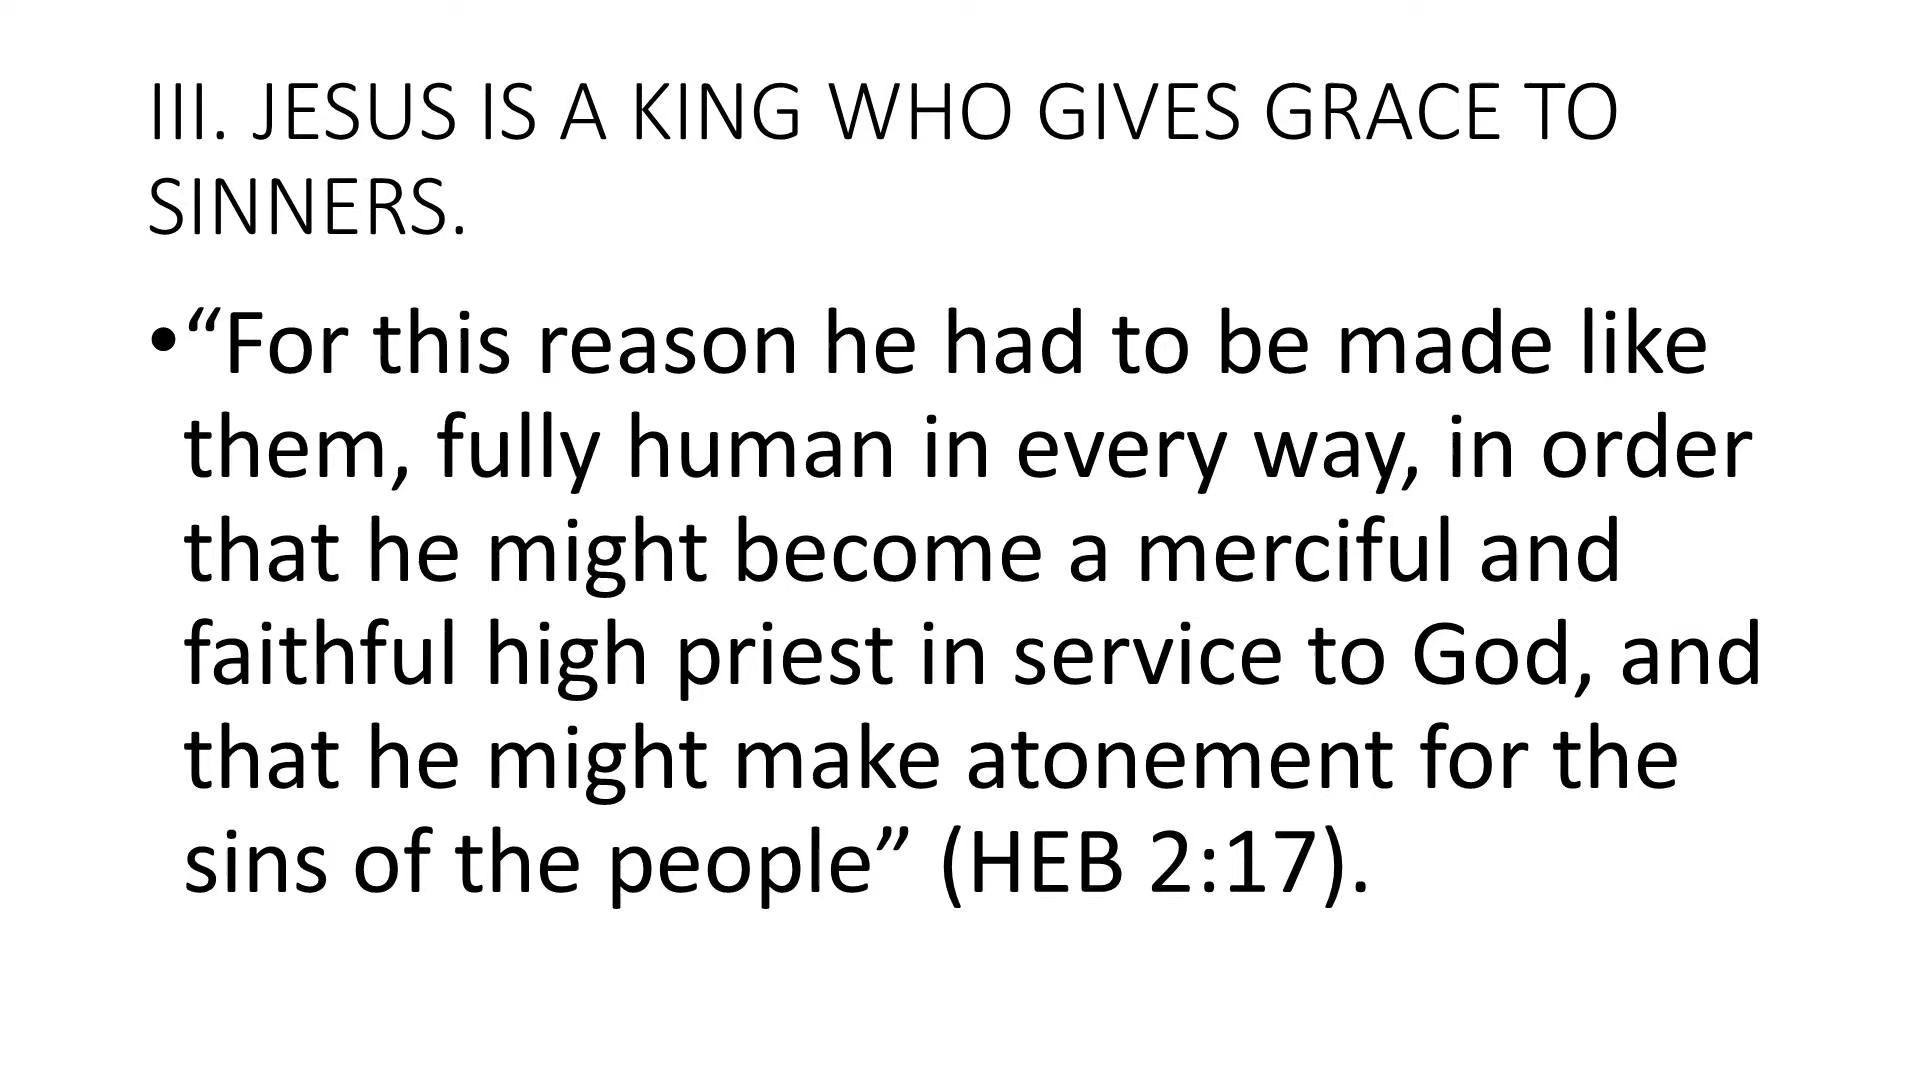 III. JESUS IS A KING WHO GIVES GRACE TO
SINNERS.
•“For this reason he had to be made like
them, fully human in every way, in order
that he might become a merciful and
faithful high priest in service to God, and
that he might make atonement for the
sins of the people” (HEB 2:17).